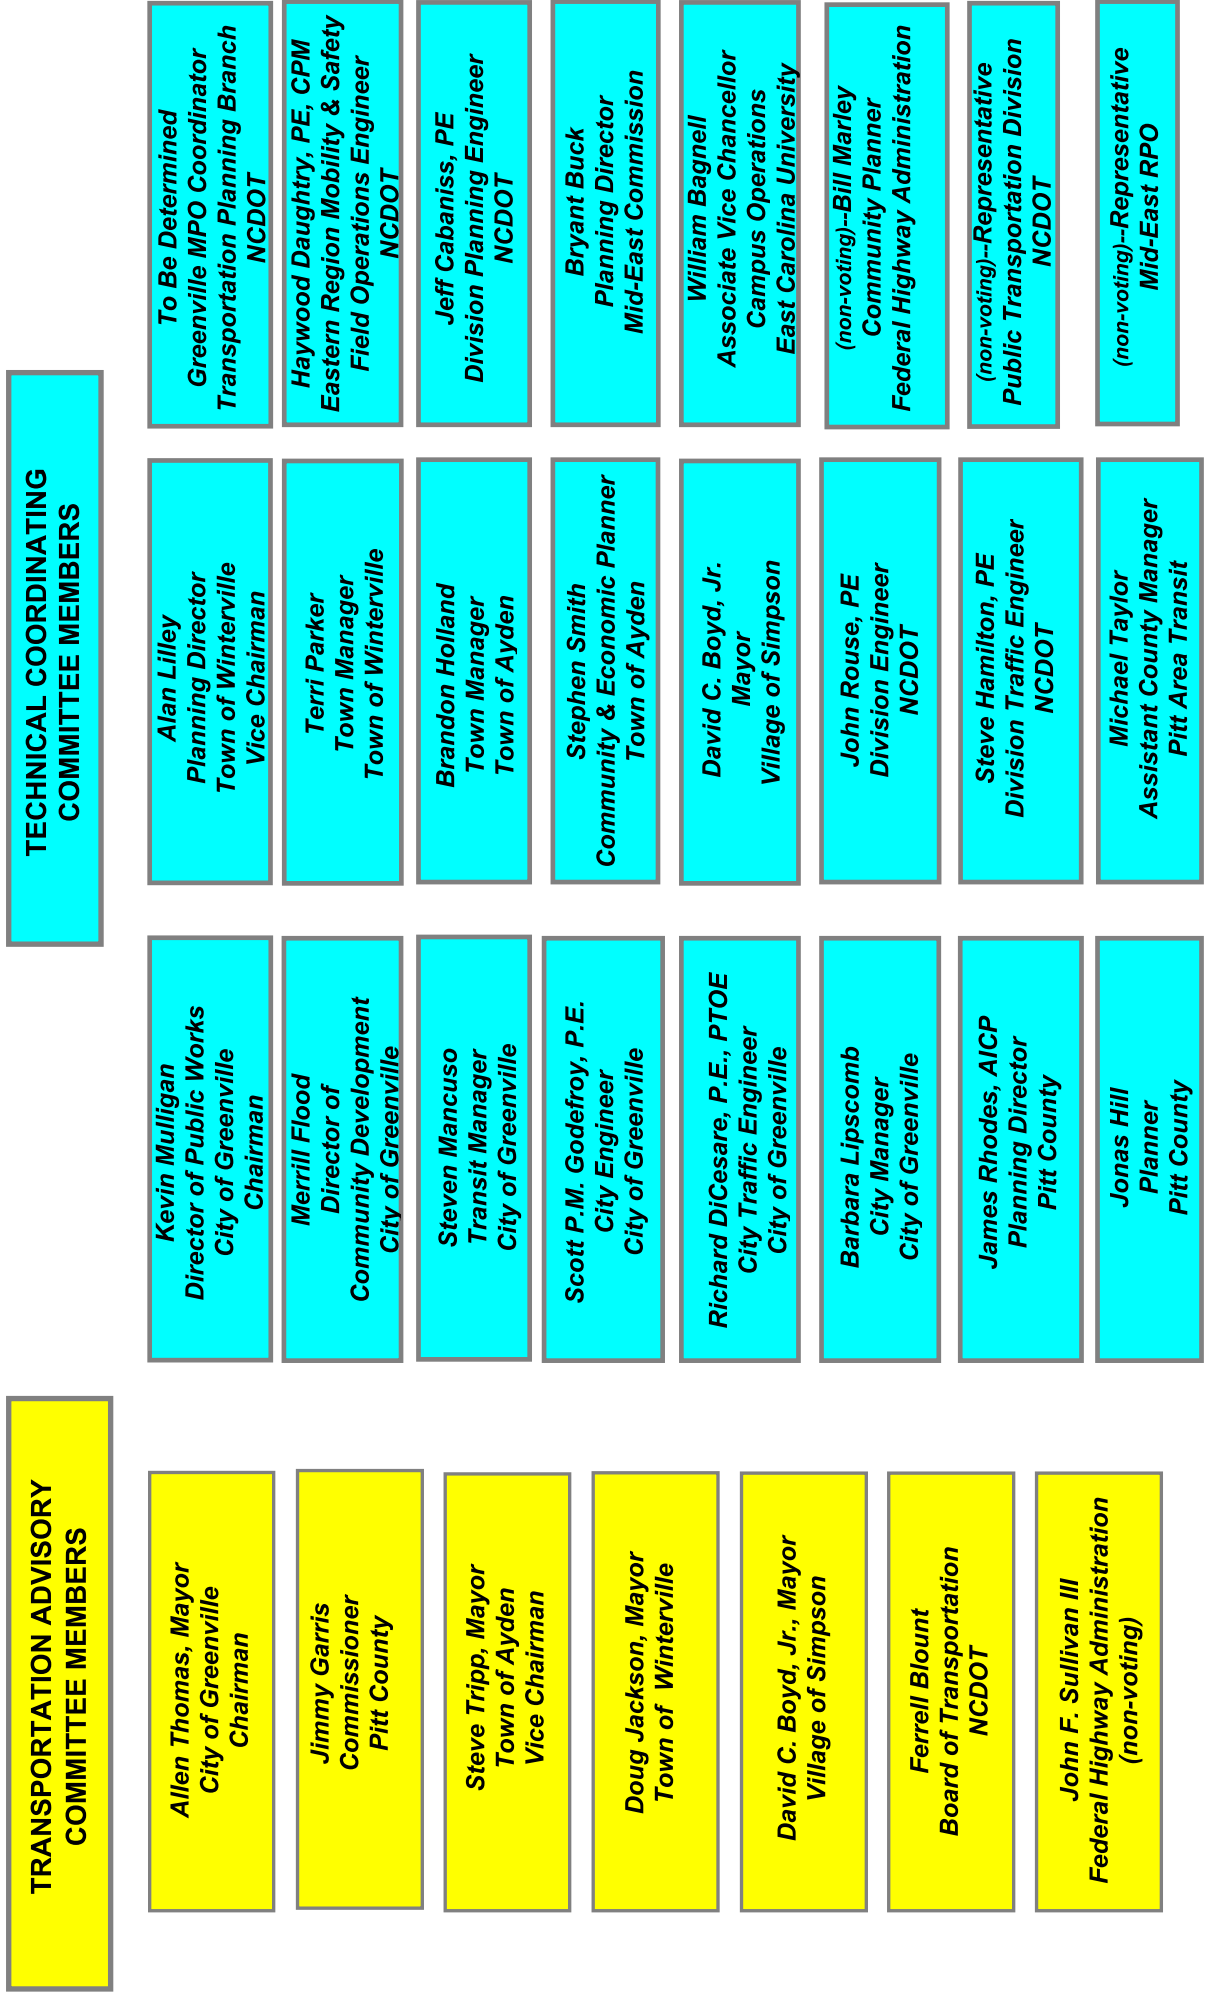 TRANSPORTATION ADVISORY
COMMITTEE MEMBERS
Allen Thomas, Mayor
City of Greenville
Chairman
Jimmy Garris
Commissioner
Pitt County
Steve Tripp, Mayor
Town of Ayden
Vice Chairman
Doug Jackson, Mayor
Town of Winterville
David C. Boyd, Jr., Mayor
Village of Simpson
Ferrell Blount
Board of Transportation
NCDOT
John F. Sullivan III
Federal Highway Administration
(non-voting)
TECHNICAL COORDINATING
COMMITTEE MEMBERS
Kevin Mulligan
Director of Public Works
City of Greenville
Chairman
Merrill Flood
Director of
Community Development
City of Greenville
Steven Mancuso
Transit Manager
City of Greenville
Scott P.M. Godefroy, P.E.
City Engineer
City of Greenville
Richard DiCesare, P.E., PTOE
City Traffic Engineer
City of Greenville
Barbara Lipscomb
City Manager
City of Greenville
James Rhodes, AICP
Planning Director
Pitt County
Jonas Hill
Planner
Pitt County
Alan Lilley
Planning Director
Town of Winterville
Vice Chairman
Terri Parker
Town Manager
Town of Winterville
Brandon Holland
Town Manager
Town of Ayden
Stephen Smith
Community & Economic Planner
Town of Ayden
David C. Boyd, Jr.
Mayor
Village of Simpson
John Rouse, PE
Division Engineer
NCDOT
Steve Hamilton, PE
Division Traffic Engineer
NCDOT
Michael Taylor
Assistant County Manager
Pitt Area Transit
To Be Determined
Greenville MPO Coordinator
Transportation Planning Branch
NCDOT
Haywood Daughtry, PE, CPM
Eastern Region Mobility & Safety
Field Operations Engineer
NCDOT
Jeff Cabaniss, PE
Division Planning Engineer
NCDOT
Bryant Buck
Planning Director
Mid-East Commission
William Bagnell
Associate Vice Chancellor
Campus Operations
East Carolina University
(non-voting)--Bill Marley
Community Planner
Federal Highway Administration
(non-voting)--Representative
Public Transportation Division
NCDOT
(non-voting)--Representative
Mid-East RPO